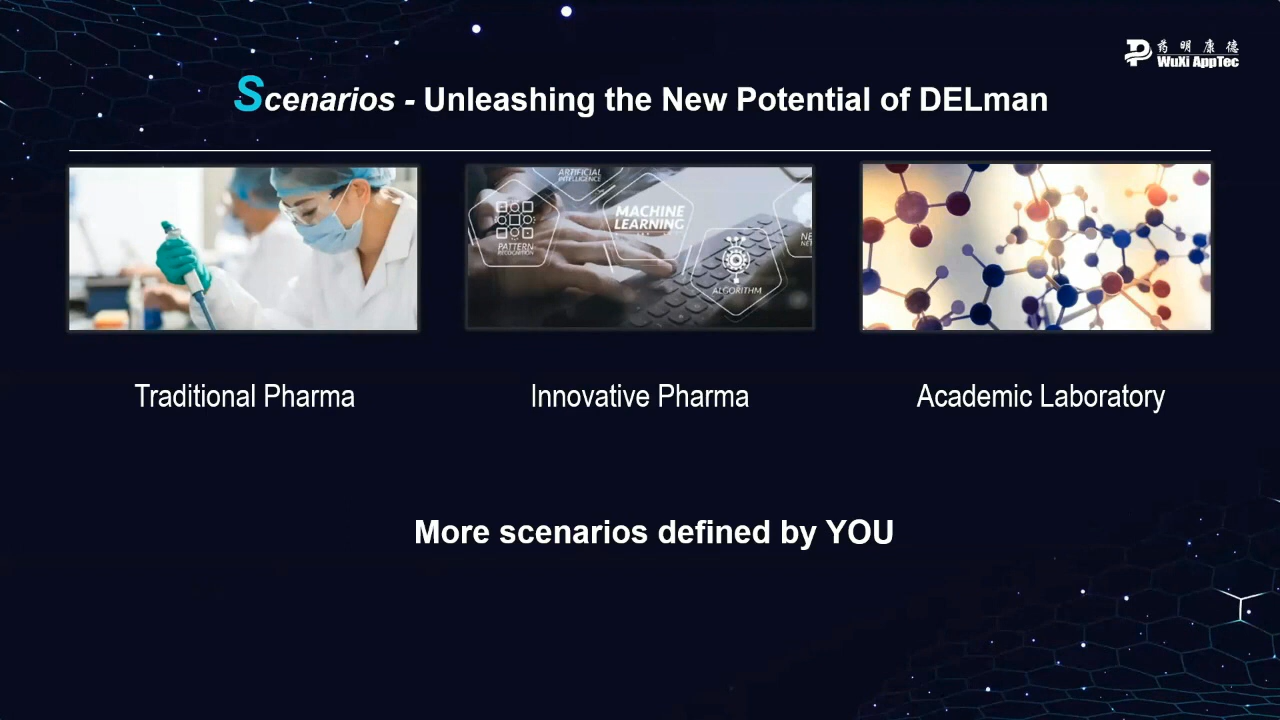 药明康德
WuXi AppTec
Scenarios - Unleashing the New Potential of DELman
ARTIFICIAL
INTELLIGENCE
MACHINE
LEARNING
PATTERN
RECOGNITION
ALGORITHM
Traditional Pharma
Innovative Pharma
Academic Laboratory
More scenarios defined by YOU